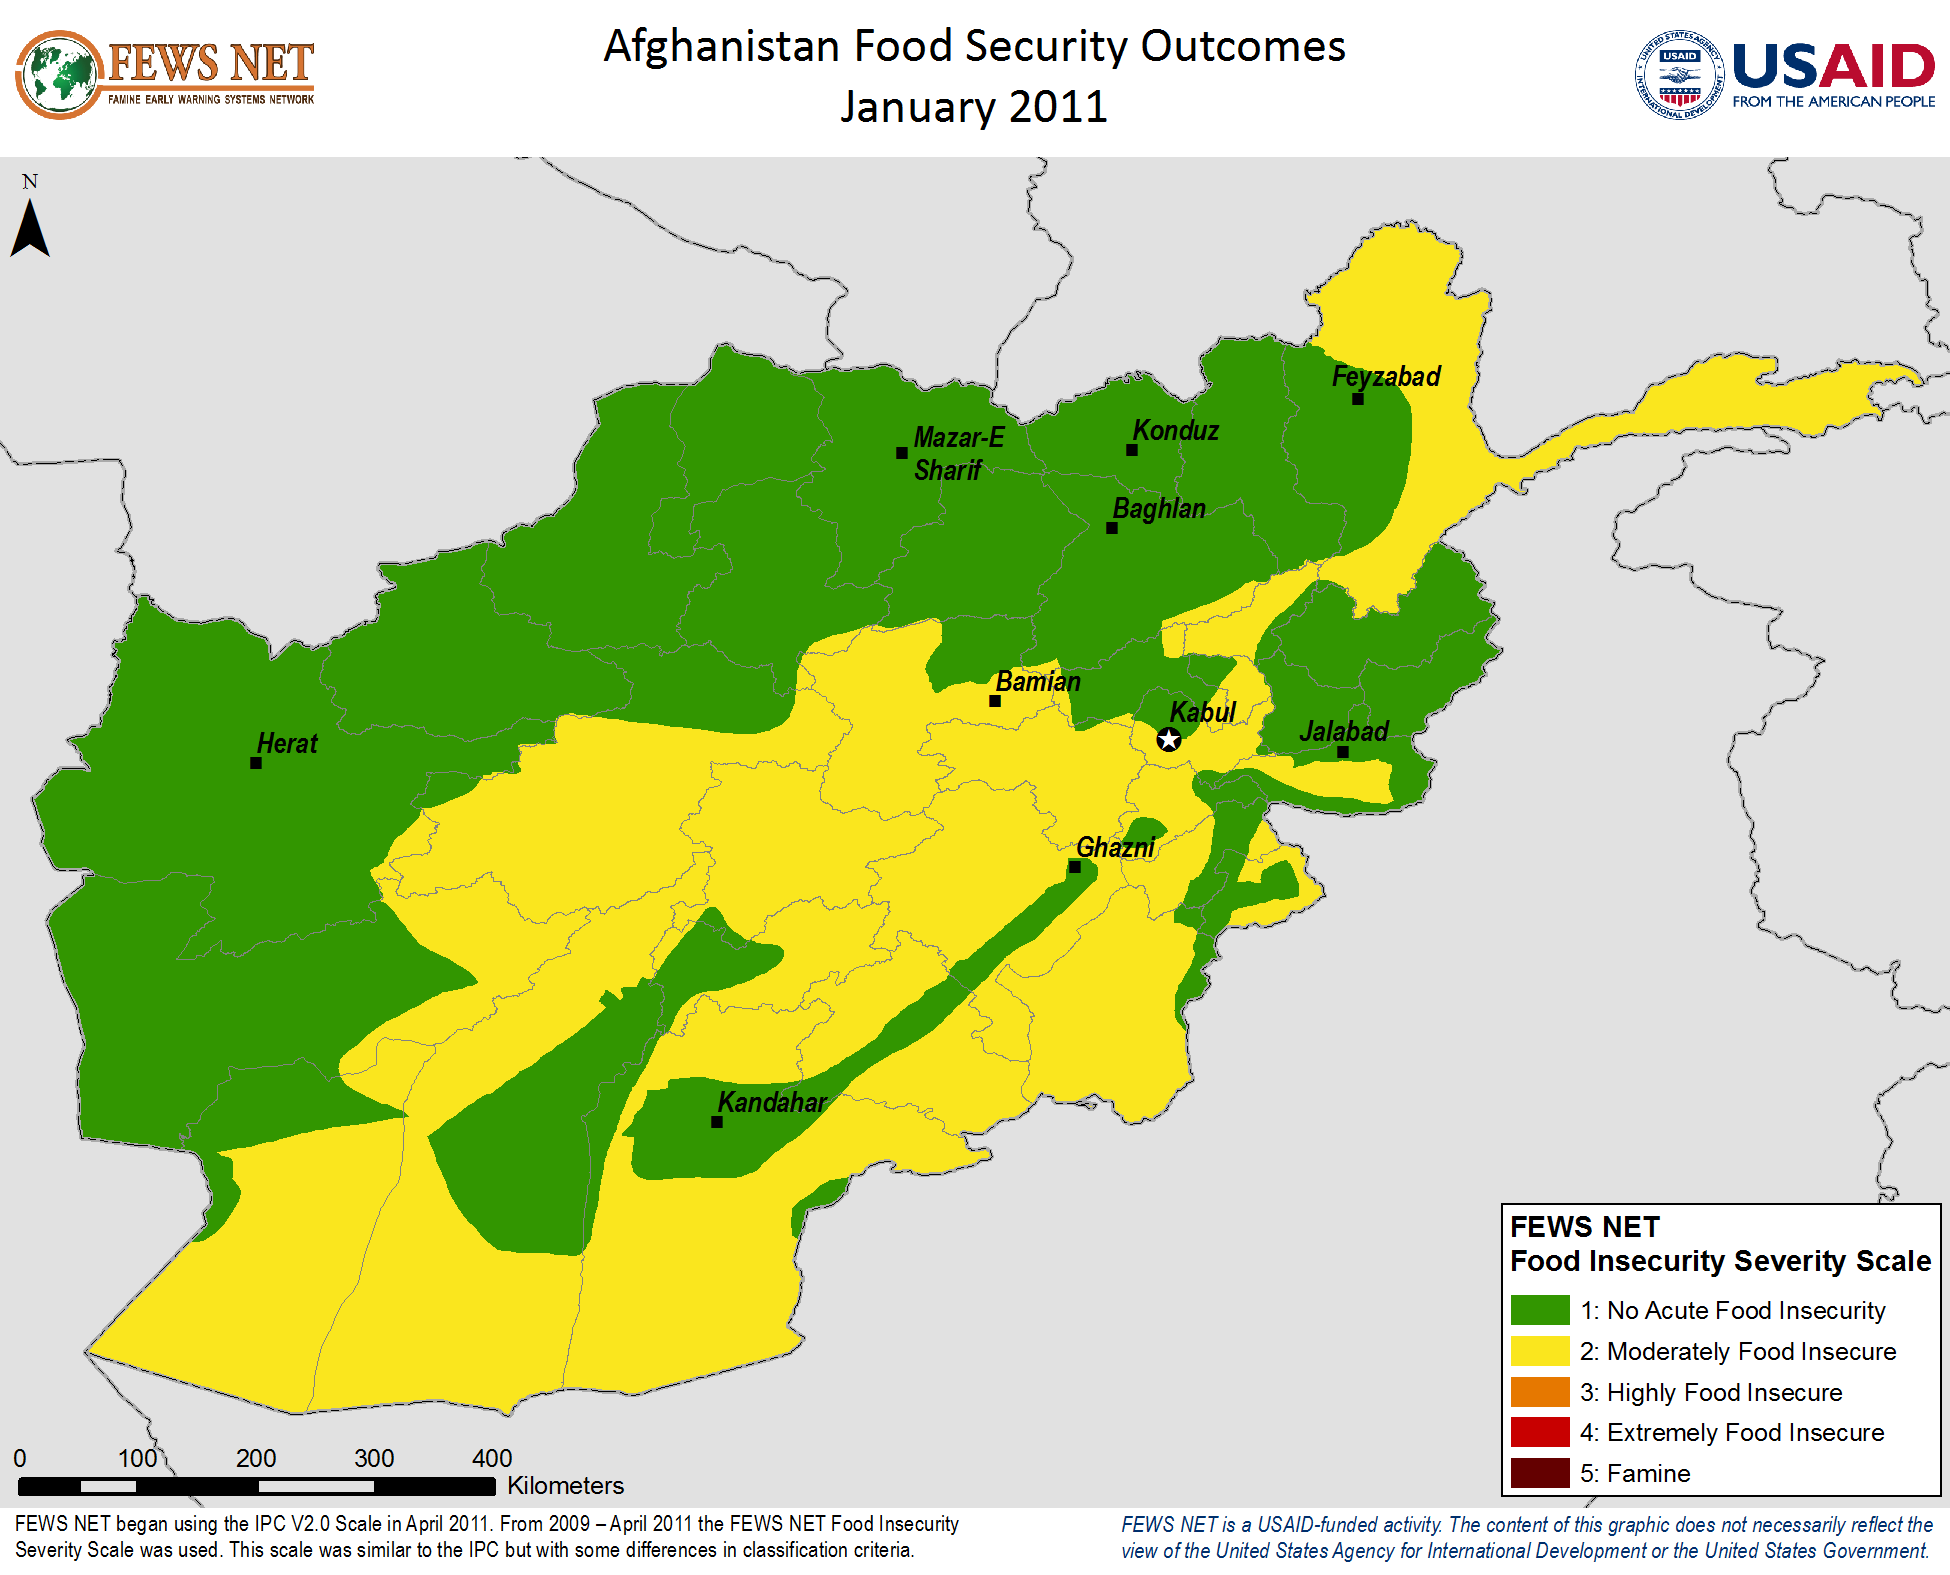 FEWS NET
FAMINE EARLY WARNING SYSTEMS NETWORK
Afghanistan Food Security Outcomes
January 2011
UNITED STATES AGENCY
USAID
INTERNATIONAL DEVELOPMENT
USAID
FROM THE AMERICAN PEOPLE
N
Feyzabad
Mazar-E
Sharif
Konduz
Baghlan
Bamian
Kabul
Herat
Jalabad
Ghazni
Kandahar
FEWS NET
Food Insecurity Severity Scale
1: No Acute Food Insecurity
2: Moderately Food Insecure
3: Highly Food Insecure
4: Extremely Food Insecure
5: Famine
0 100 200 300 400
Kilometers
FEWS NET began using the IPC V2.0 Scale in April 2011. From 2009 – April 2011 the FEWS NET Food Insecurity
Severity Scale was used. This scale was similar to the IPC but with some differences in classification criteria.
FEWS NET is a USAID-funded activity. The content of this graphic does not necessarily reflect the
view of the United States Agency for International Development or the United States Government.